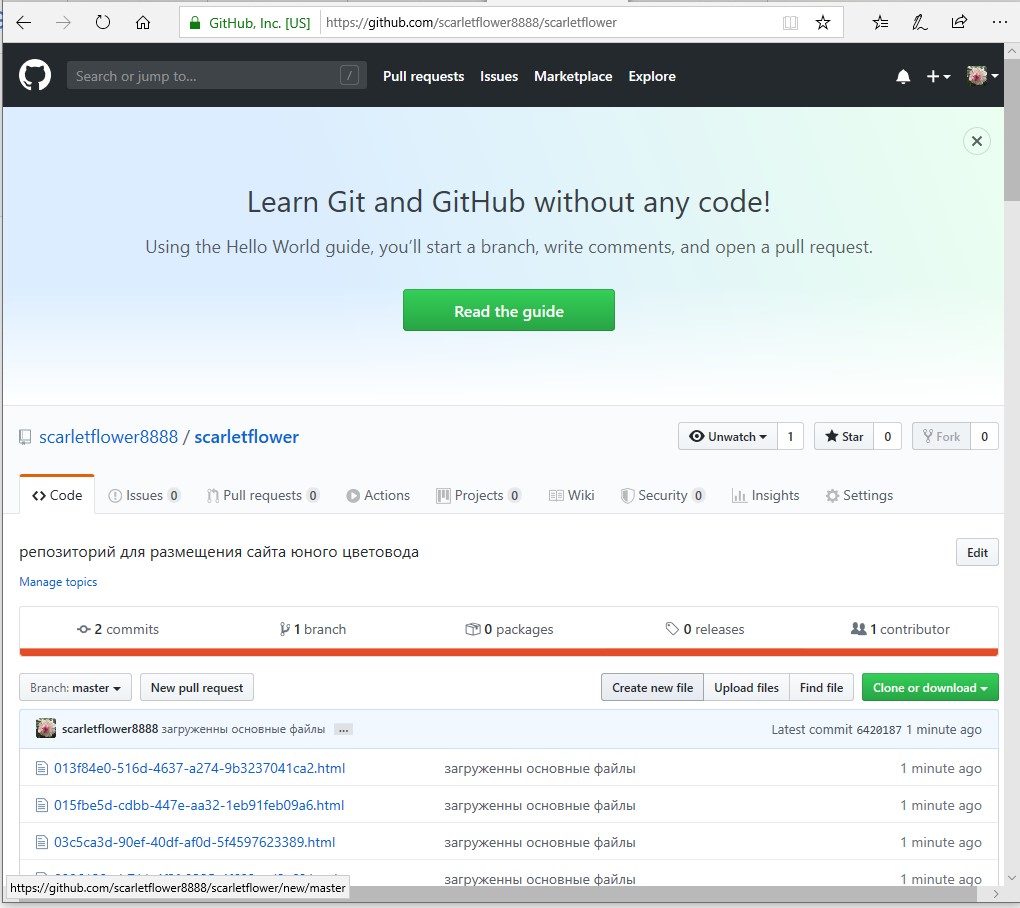 GitHub, Inc. [US] https://github.com/scarletflower8888/scarletflower
Search or jump to... / Pull requests Issues Marketplace Explore
Learn Git and GitHub without any code!
Using the Hello World guide, you’ll start a branch, write comments, and open a pull request.
Read the guide
scarletflower8888 / scarletflower Unwatch 1 Star 0 Fork 0
Code Issues 0 Pull requests 0 Actions Projects 0 Wiki Security 0 Insights Settings
репозиторий для размещения сайта юного цветовода Edit
Manage topics
2 commits 1 branch 0 packages 0 releases 1 contributor
Branch: master New pull request Create new file Upload files Find file Clone or download
scarletflower8888 загруженны основные файлы ... Latest commit 6420187 1 minute ago
013f84e0-516d-4637-a274-9b3237041ca2.html загруженны основные файлы 1 minute ago
015fbe5d-cdbb-447e-aa32-1eb91feb09a6.html загруженны основные файлы 1 minute ago
03c5ca3d-90ef-40df-af0d-5f4597623389.html загруженны основные файлы 1 minute ago
загруженны основные файлы 1 minute ago
https://github.com/scarletflower8888/scarletflower/new/master